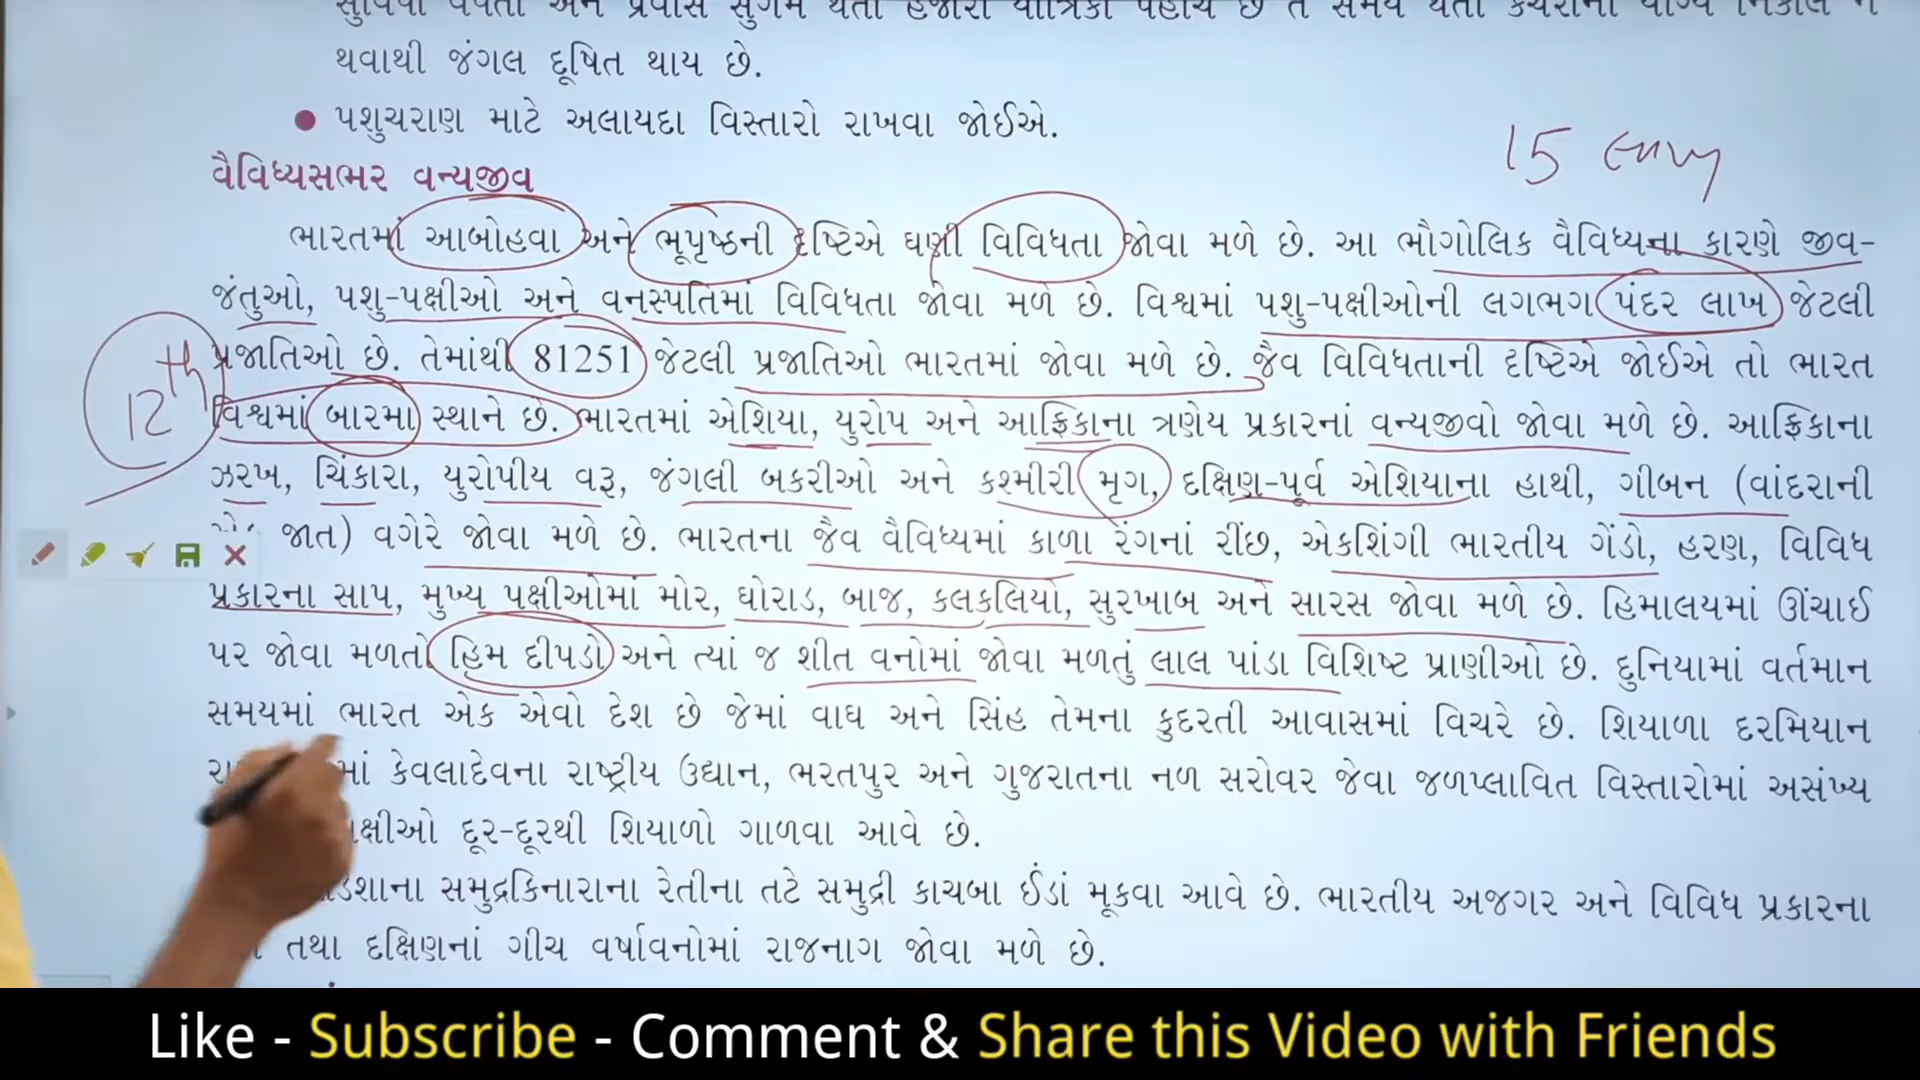 થવાથી જંગલ દૂષિત થાય છે.
● પશુચરાણ માટે અલાયદા વિસ્તારો રાખવા જોઈએ.
15 લાખ
વૈવિધ્યસભર વન્યજીવ
ભારતમાં આબોહવા અને ભૂપૃષ્ઠની દૃષ્ટિએ ઘણી વિવિધતા જોવા મળે છે. આ ભૌગોલિક વૈવિધ્યના કારણે જીવ-
જંતુઓ, પશુ-પક્ષીઓ અને વનસ્પતિમાં વિવિધતા જોવા મળે છે. વિશ્વમાં પશુ-પક્ષીઓની લગભગ પંદર લાખ જેટલી
પ્રજાતિઓ છે. તેમાંથી 81251 જેટલી પ્રજાતિઓ ભારતમાં જોવા મળે છે. જૈવ વિવિધતાની દૃષ્ટિએ જોઈએ તો ભારત
12th
વિશ્વમાં બારમા સ્થાને છે. ભારતમાં એશિયા, યુરોપ અને આફ્રિકાના ત્રણેય પ્રકારનાં વન્યજીવો જોવા મળે છે. આફ્રિકાના
ઝરખ, ચિંકારા, યુરોપીય વરૂ, જંગલી બકરીઓ અને કશ્મીરી મૃગ, દક્ષિણ-પૂર્વ એશિયાના હાથી, ગીબન (વાંદરાની
જાત) વગેરે જોવા મળે છે. ભારતના જૈવ વૈવિધ્યમાં કાળા રંગનાં રીંછ, એકશિંગી ભારતીય ગેંડો, હરણ, વિવિધ
પ્રકારના સાપ, મુખ્ય પક્ષીઓમાં મોર, ઘોરાડ, બાજ, કલકલિયો, સુરખાબ અને સારસ જોવા મળે છે. હિમાલયમાં ઊંચાઈ
પર જોવા મળતો હિમ દીપડો અને ત્યાં જ શીત વનોમાં જોવા મળતું લાલ પાંડા વિશિષ્ટ પ્રાણીઓ છે. દુનિયામાં વર્તમાન
સમયમાં ભારત એક એવો દેશ છે જેમાં વાઘ અને સિંહ તેમના કુદરતી આવાસમાં વિચરે છે. શિયાળા દરમિયાન
કેવલાદેવના રાષ્ટ્રીય ઉદ્યાન, ભરતપુર અને ગુજરાતના નળ સરોવર જેવા જળપ્લાવિત વિસ્તારોમાં અસંખ્ય
દૂર-દૂરથી શિયાળો ગાળવા આવે છે.
સમુદ્રકિનારાના રેતીના તટે સમુદ્રી કાચબા ઈંડાં મૂકવા આવે છે. ભારતીય અજગર અને વિવિધ પ્રકારના
તથા દક્ષિણનાં ગીચ વર્ષાવનોમાં રાજનાગ જોવા મળે છે.
Like - Subscribe - Comment & Share this Video with Friends